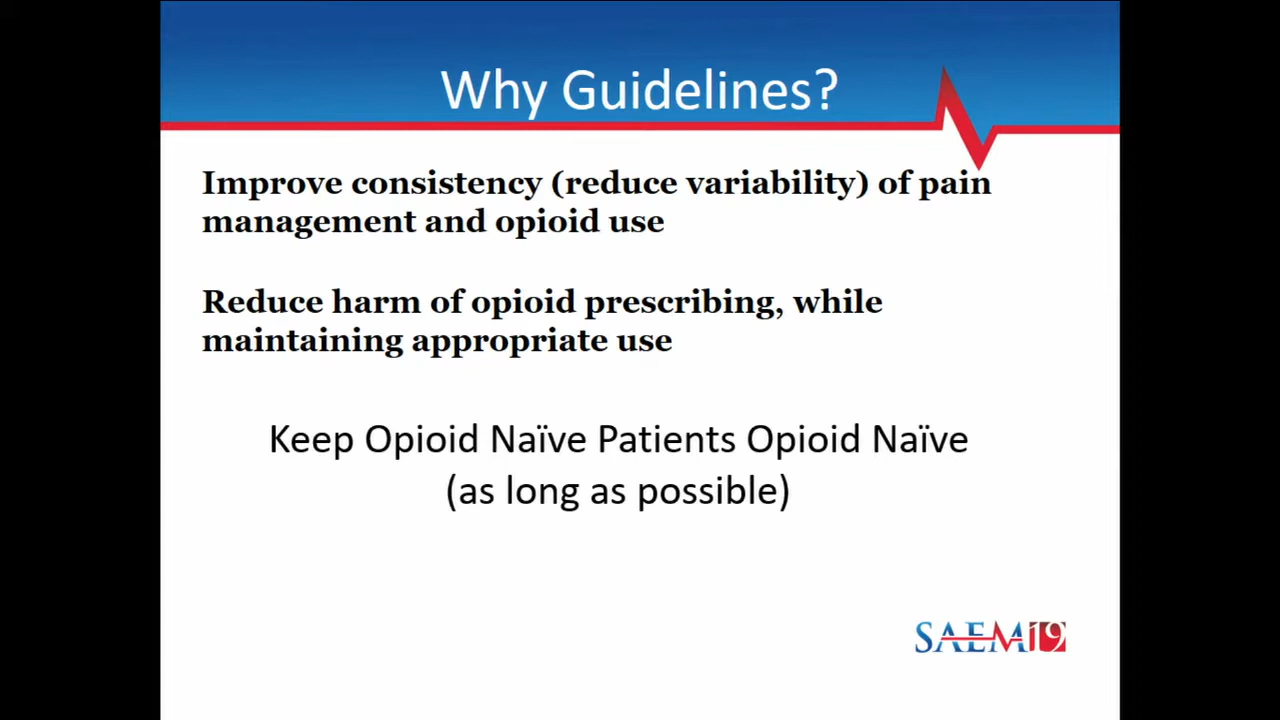 Why Guidelines?
Improve consistency (reduce variability) of pain
management and opioid use
Reduce harm of opioid prescribing, while
maintaining appropriate use
Keep Opioid Naïve Patients Opioid Naïve
(as long as possible)
SAEM19